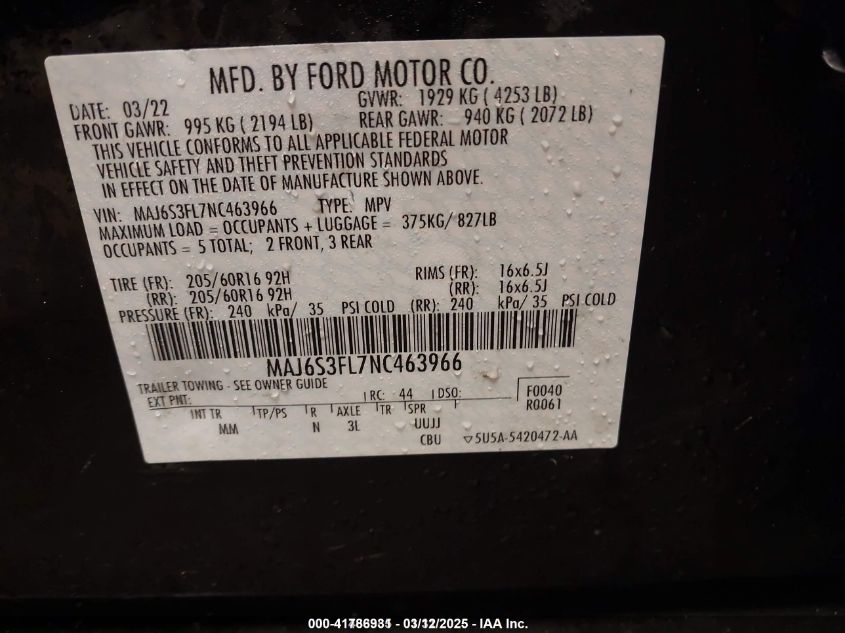 MFD. BY FORD MOTOR CO.
DATE: 03/22 GVWR: 1929 KG ( 4253 LB)
FRONT GAWR: 995 KG ( 2194 LB) REAR GAWR: 940 KG ( 2072 LB)
THIS VEHICLE CONFORMS TO ALL APPLICABLE FEDERAL MOTOR
VEHICLE SAFETY AND THEFT PREVENTION STANDARDS
IN EFFECT ON THE DATE OF MANUFACTURE SHOWN ABOVE.
VIN: MAJ6S3FL7NC463966 TYPE: MPV
MAXIMUM LOAD = OCCUPANTS + LUGGAGE = 375KG/ 827LB
OCCUPANTS = 5 TOTAL; 2 FRONT, 3 REAR
TIRE (FR): 205/60R16 92H RIMS (FR): 16x6.5J
(RR): 205/60R16 92H (RR): 16x6.5J
PRESSURE (FR): 240 kPa/ 35 PSI COLD (RR): 240 kPa/ 35 PSI COLD
MAJ6S3FL7NC463966
TRAILER TOWING - SEE OWNER GUIDE
EXT PNT: RC: 44 DSO: F0040
R0061
INT TR TP/PS R AXLE TR SPR
MM N 3L UUJJ
CBU ▽5U5A-5420472-AA
03/12/2025 - IAA Inc.